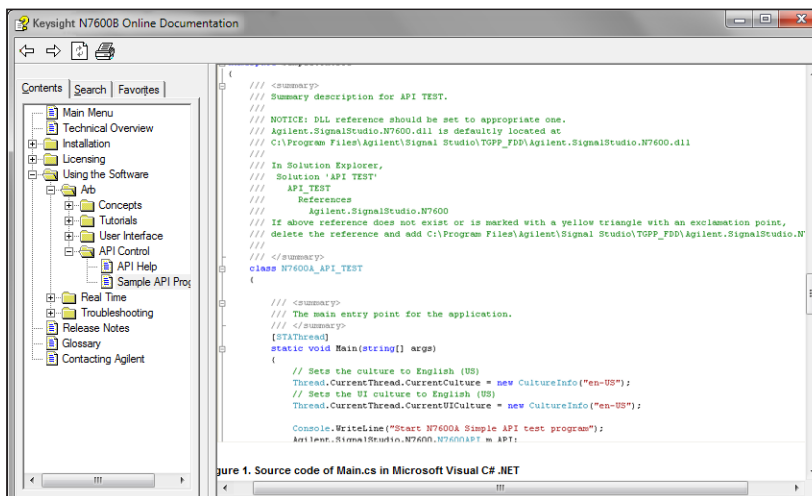 Keysight N7600B Online Documentation
Contents Search Favorites
Main Menu
Technical Overview
Installation
Licensing
Using the Software
Arb
Concepts
Tutorials
User Interface
API Control
API Help
Sample API Prog
Real Time
Troubleshooting
Release Notes
Glossary
Contacting Agilent
{
/// <summary>
/// Summary description for API TEST.
///
/// NOTICE: DLL reference should be set to appropriate one.
/// Agilent.SignalStudio.N7600.dll is defaultly located at
/// C:\Program Files\Agilent\Signal Studio\TGPP_FDD\Agilent.SignalStudio.N7600.dll
///
/// In Solution Explorer,
/// Solution 'API TEST'
/// API_TEST
/// References
/// Agilent.SignalStudio.N7600
/// If above reference does not exist or is marked with a yellow triangle with an exclamation point,
/// delete the reference and add C:\Program Files\Agilent\Signal Studio\TGPP_FDD\Agilent.SignalStudio.N7
///
/// </summary>
class N7600A_API_TEST
{
/// <summary>
/// The main entry point for the application.
/// </summary>
[STAThread]
static void Main(string[] args)
{
// Sets the culture to English (US)
Thread.CurrentThread.CurrentCulture = new CultureInfo("en-US");
// Sets the UI culture to English (US)
Thread.CurrentThread.CurrentUICulture = new CultureInfo("en-US");
Console.WriteLine("Start N7600A Simple API test program");
Agilent.SignalStudio.N7600.N7600API m_API;
gure 1. Source code of Main.cs in Microsoft Visual C# .NET